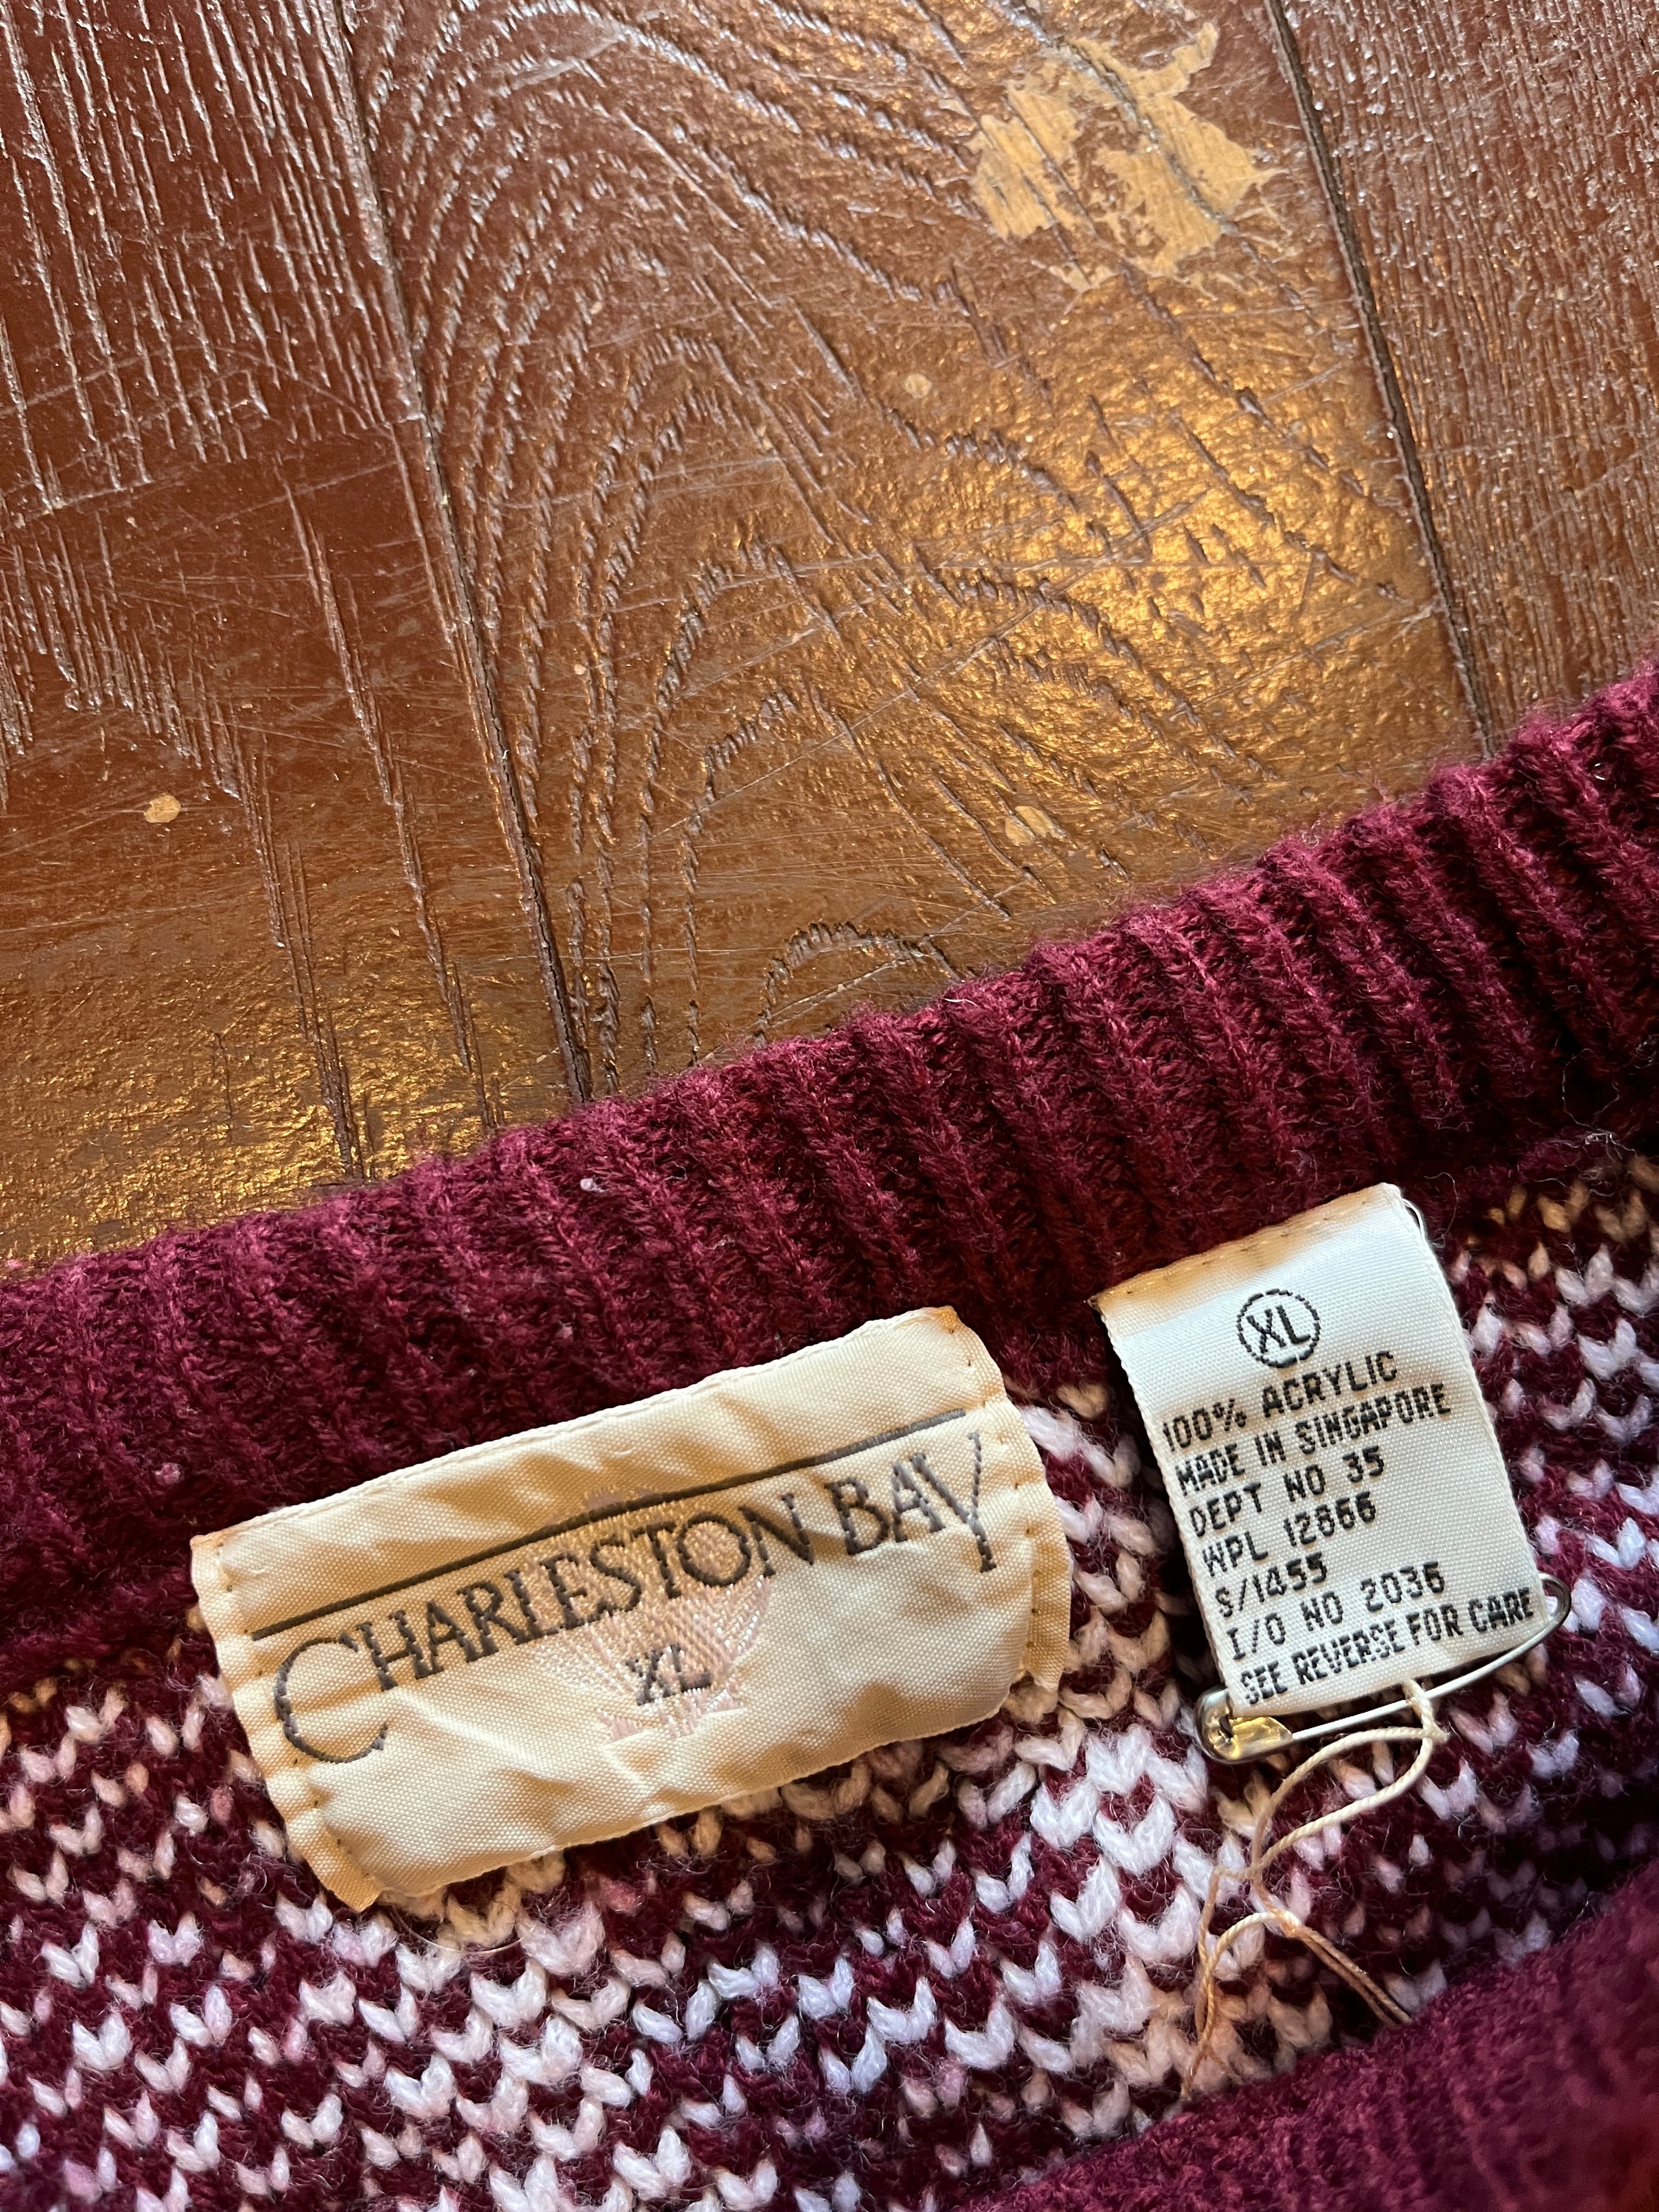 CHARLESTON BAY
XL
XL
100% ACRYLIC
MADE IN SINGAPORE
DEPT NO 35
WPL 12866
S/1455
I/O NO 2036
SEE REVERSE FOR CARE